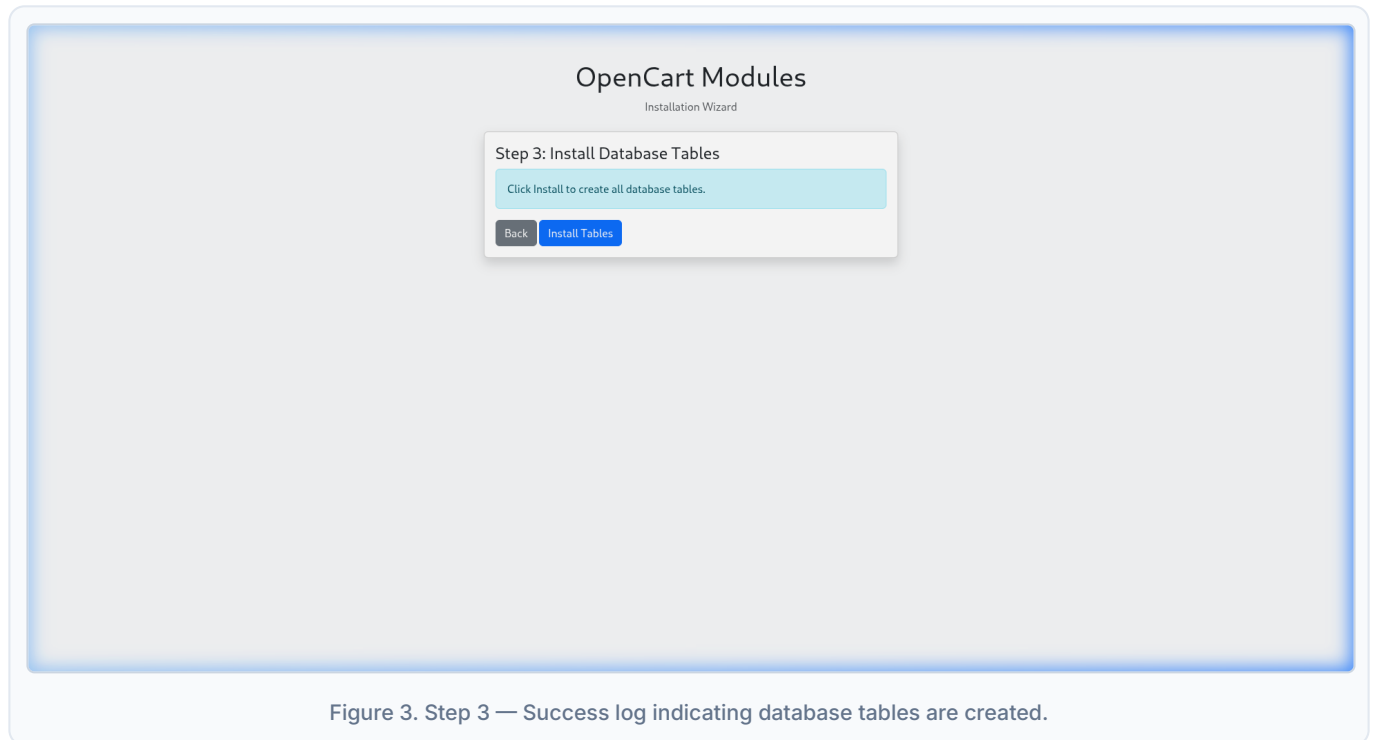 OpenCart Modules
Installation Wizard
Step 3: Install Database Tables
Click Install to create all database tables.
Back Install Tables
Figure 3. Step 3 — Success log indicating database tables are created.